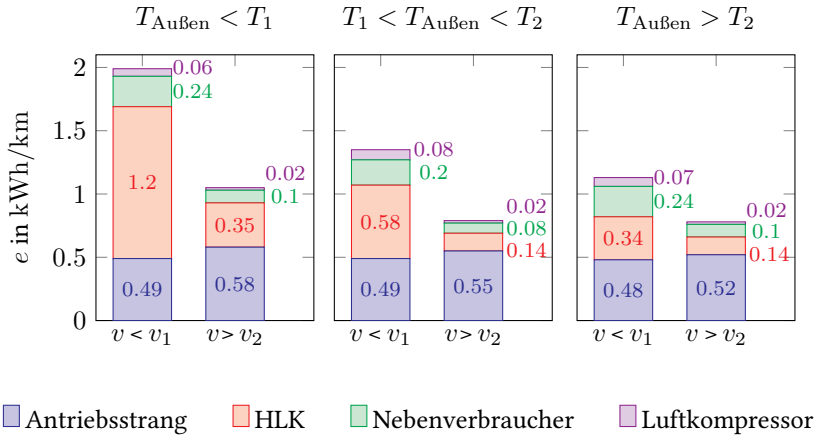 T_Außen < T_1
T_1 < T_Außen < T_2
T_Außen > T_2
e in kWh/km
2
1.5
1
0.5
0
0.06
0.24
1.2
0.49
0.02
0.1
0.35
0.58
0.08
0.2
0.58
0.49
0.02
0.08
0.14
0.55
0.07
0.24
0.34
0.48
0.02
0.1
0.14
0.52
v < v_1
v > v_2
v < v_1
v > v_2
v < v_1
v > v_2
Antriebsstrang
HLK
Nebenverbraucher
Luftkompressor